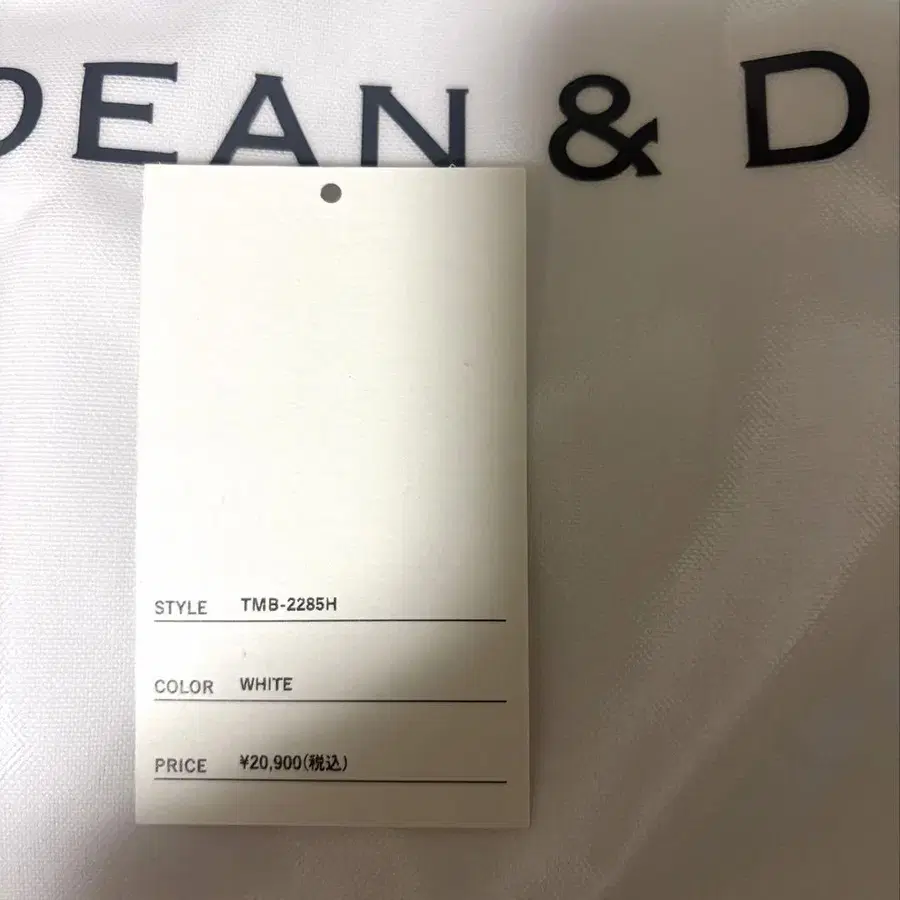 DEAN & D
STYLE TMB-2285H
COLOR WHITE
PRICE ¥20,900(税込)